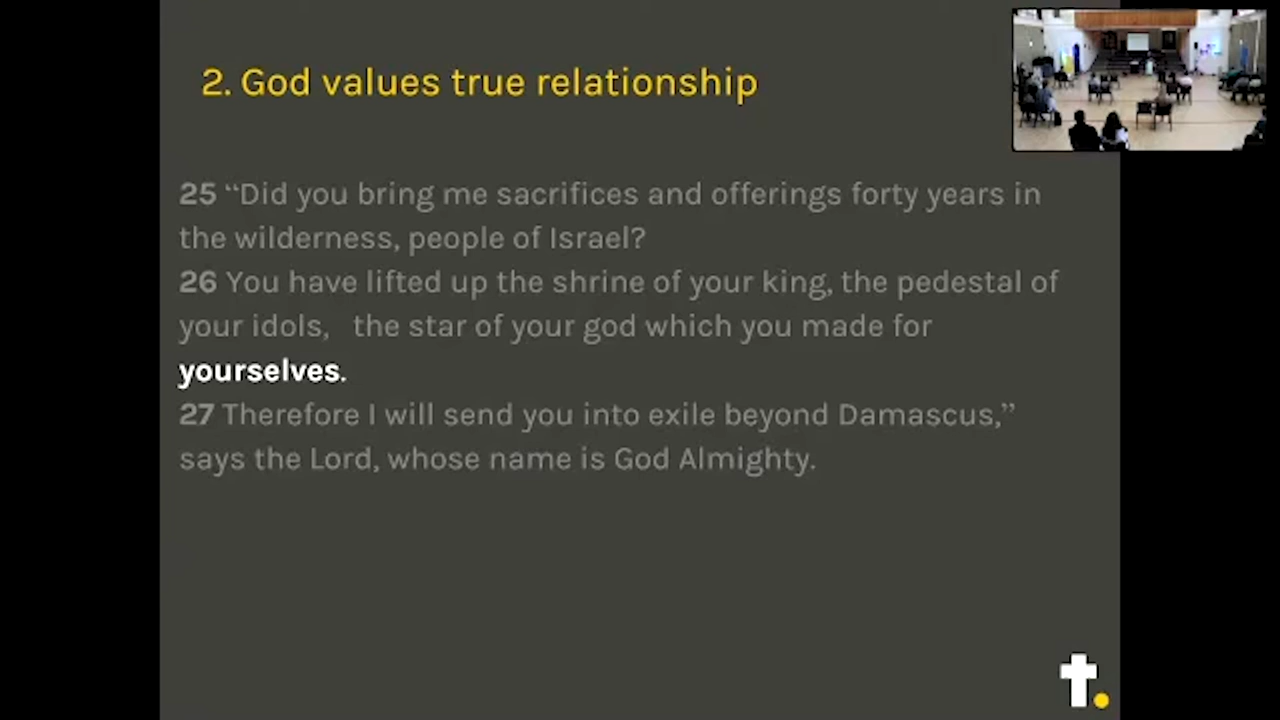 2. God values true relationship
25 “Did you bring me sacrifices and offerings forty years in
the wilderness, people of Israel?
26 You have lifted up the shrine of your king, the pedestal of
your idols,   the star of your god which you made for
yourselves.
27 Therefore I will send you into exile beyond Damascus,”
says the Lord, whose name is God Almighty.